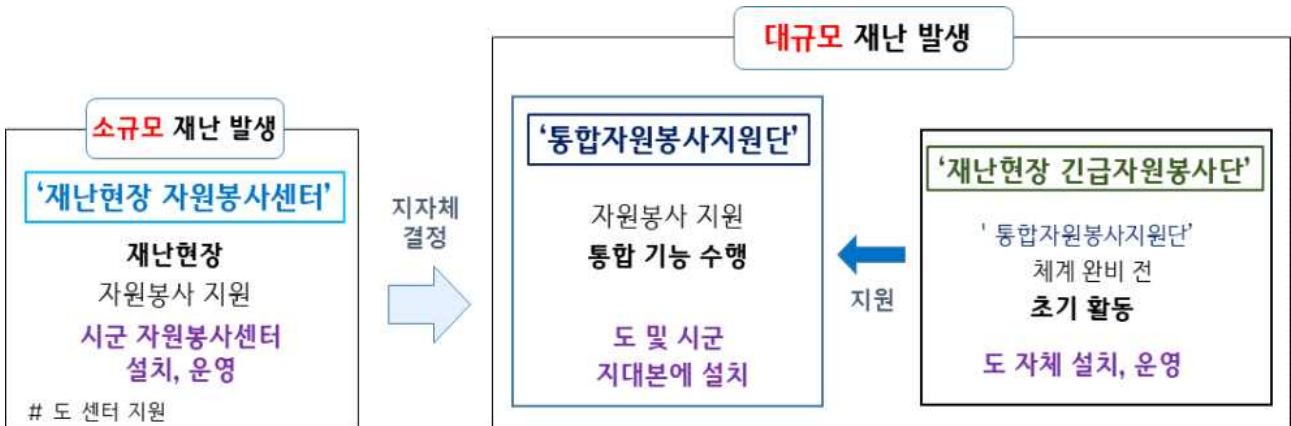 소규모 재난 발생
‘재난현장 자원봉사센터’
재난현장
자원봉사 지원
시군 자원봉사센터
설치, 운영
# 도 센터 지원
지자체
결정
대규모 재난 발생
‘통합자원봉사지원단’
자원봉사 지원
통합 기능 수행
도 및 시군
지대본에 설치
지원
‘재난현장 긴급자원봉사단’
' 통합자원봉사지원단’
체계 완비 전
초기 활동
도 자체 설치, 운영